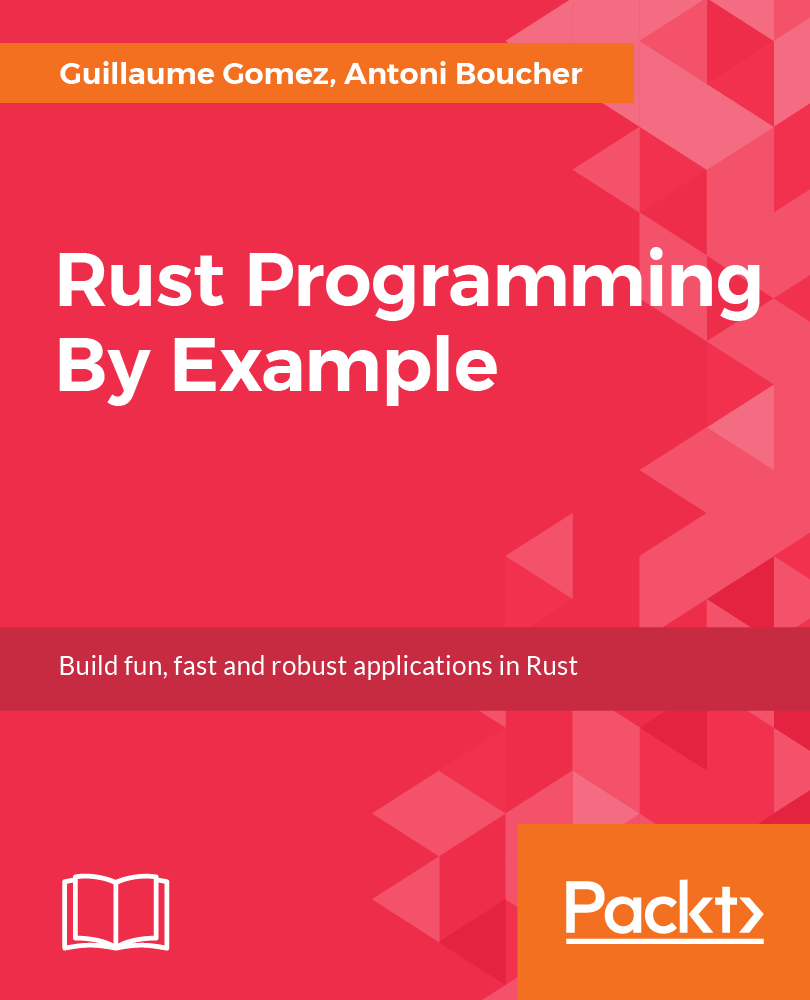 Guillaume Gomez, Antoni Boucher
Rust Programming
By Example
Build fun, fast and robust applications in Rust
Packt>